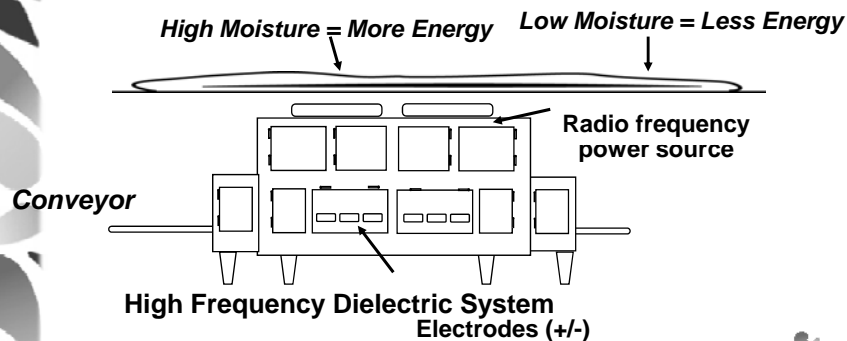 High Moisture = More Energy
Low Moisture = Less Energy
Radio frequency
power source
Conveyor
High Frequency Dielectric System
Electrodes (+/-)